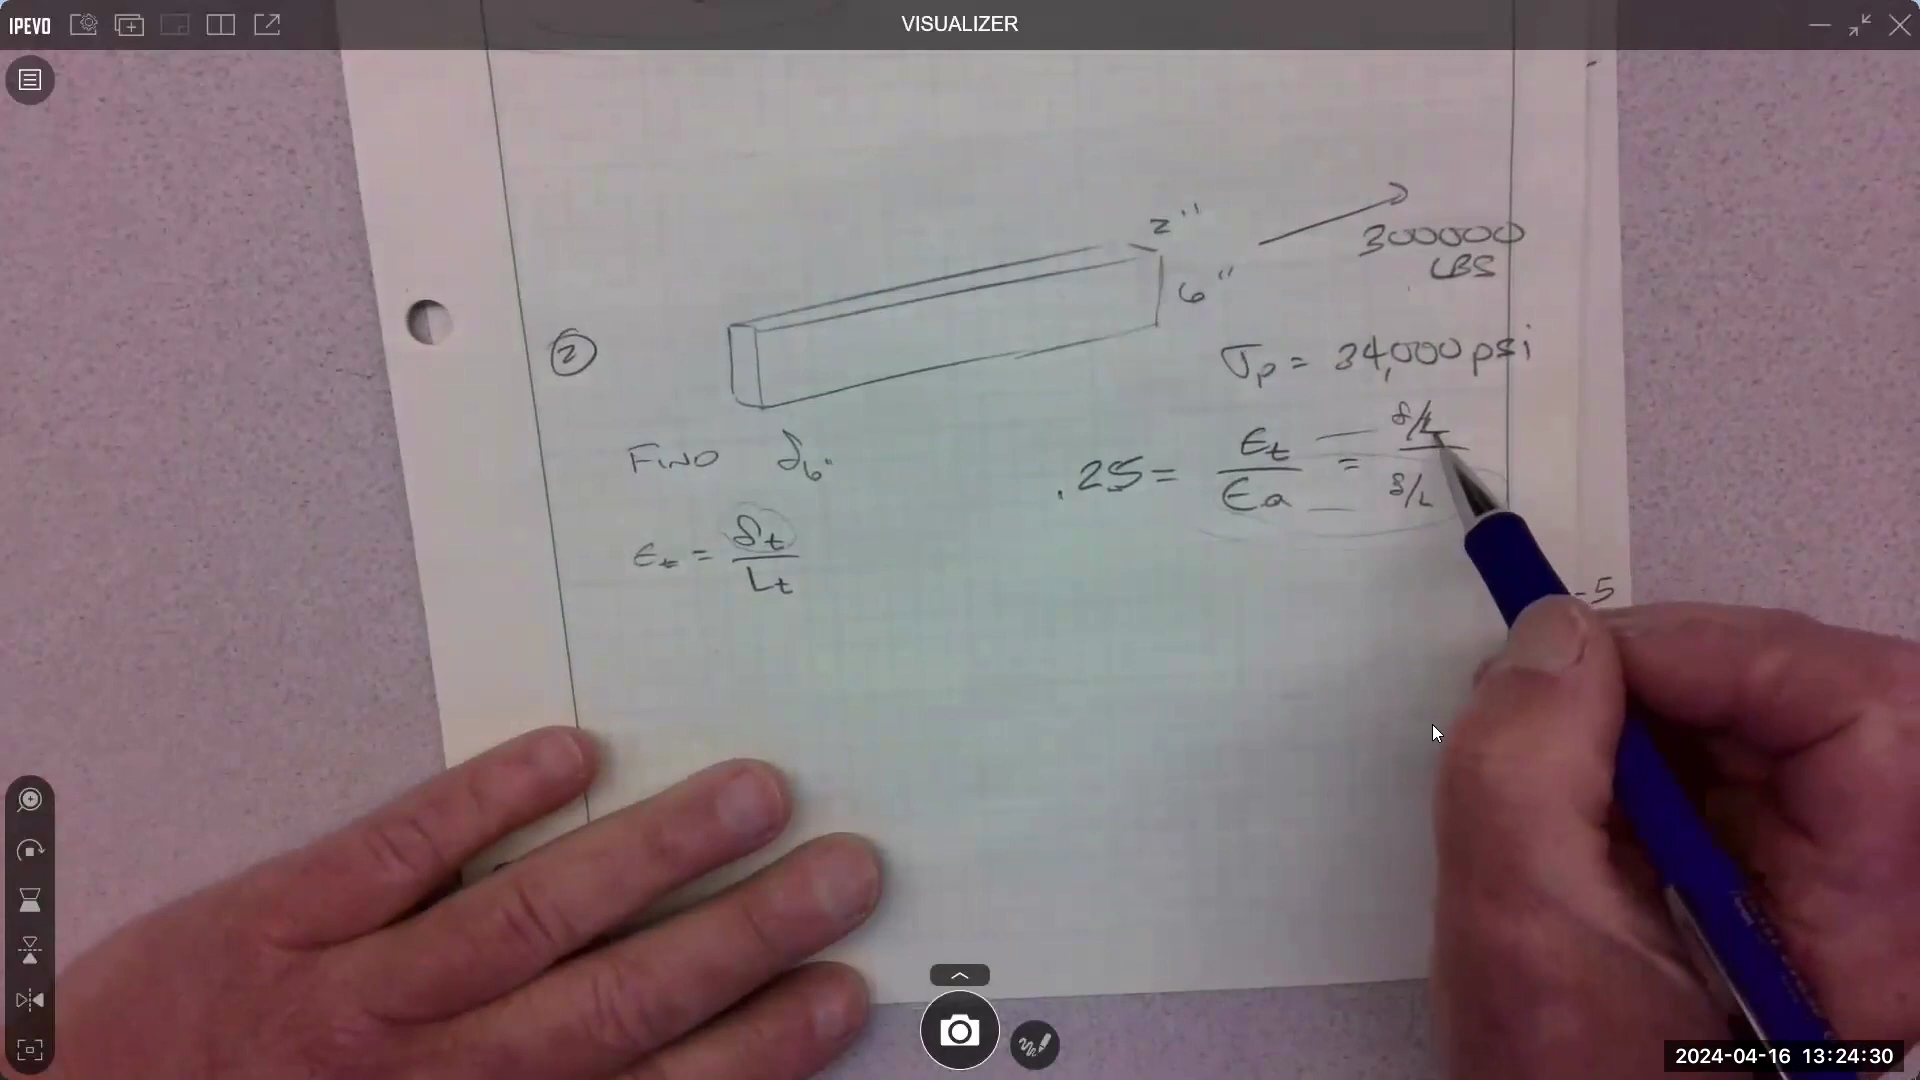 IPEVO
VISUALIZER
2"
6"
300000
LBS
②
σp = 34,000 psi
FIND δ6"
.25 = εt/εa = δ/L / δ/L
εt = δt/Lt
-5
2024-04-16 13:24:30